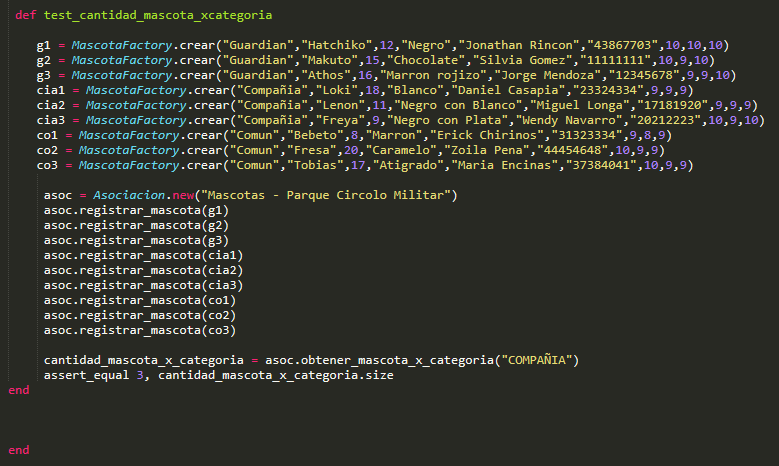 def test_cantidad_mascota_xcategoria
g1 = MascotaFactory.crear("Guardian","Hatchiko",12,"Negro","Jonathan Rincon","43867703",10,10,10)
g2 = MascotaFactory.crear("Guardian","Makuto",15,"Chocolate","Silvia Gomez","11111111",10,9,10)
g3 = MascotaFactory.crear("Guardian","Athos",16,"Marron rojizo","Jorge Mendoza","12345678",9,9,10)
cia1 = MascotaFactory.crear("Compañia","Loki",18,"Blanco","Daniel Casapia","23324334",9,9,9)
cia2 = MascotaFactory.crear("Compañia","Lenon",11,"Negro con Blanco","Miguel Longa","17181920",9,9,9)
cia3 = MascotaFactory.crear("Compañia","Freya",9,"Negro con Plata","Wendy Navarro","20212223",10,9,10)
co1 = MascotaFactory.crear("Comun","Bebeto",8,"Marron","Erick Chirinos","31323334",9,8,9)
co2 = MascotaFactory.crear("Comun","Fresa",20,"Caramelo","Zoila Pena","44454648",10,9,9)
co3 = MascotaFactory.crear("Comun","Tobias",17,"Atigrado","Maria Encinas","37384041",10,9,9)
asoc = Asociacion.new("Mascotas - Parque Circolo Militar")
asoc.registrar_mascota(g1)
asoc.registrar_mascota(g2)
asoc.registrar_mascota(g3)
asoc.registrar_mascota(cia1)
asoc.registrar_mascota(cia2)
asoc.registrar_mascota(cia3)
asoc.registrar_mascota(co1)
asoc.registrar_mascota(co2)
asoc.registrar_mascota(co3)
cantidad_mascota_x_categoria = asoc.obtener_mascota_x_categoria("COMPAÑIA")
assert_equal 3, cantidad_mascota_x_categoria.size
end
end